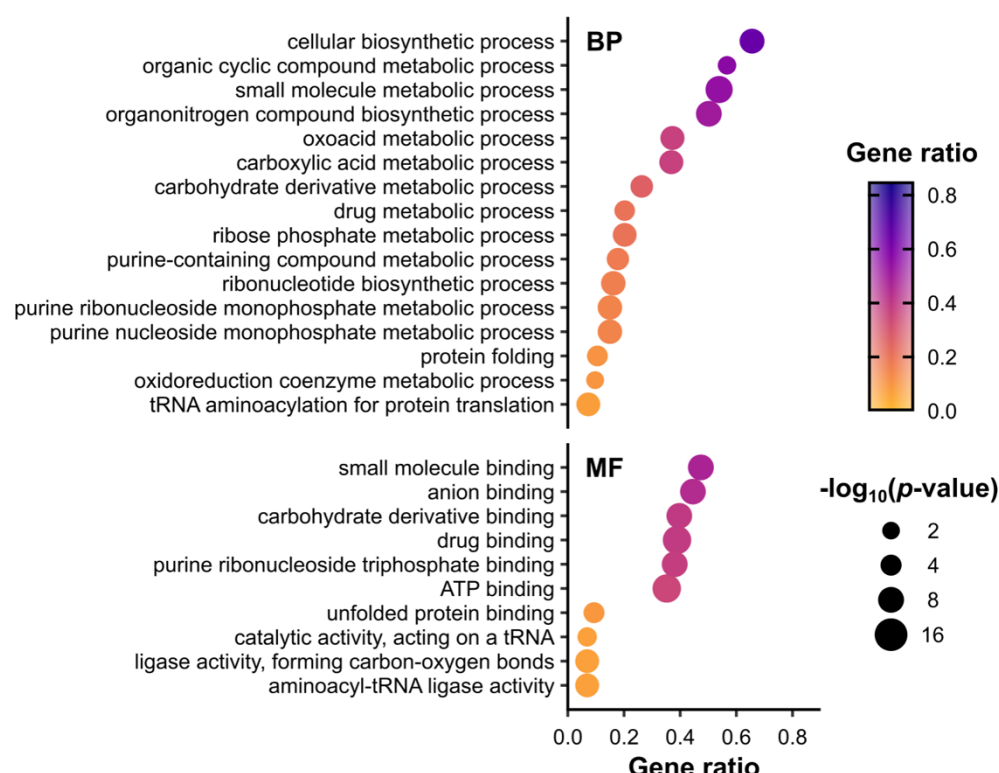 BP
cellular biosynthetic process
organic cyclic compound metabolic process
small molecule metabolic process
organonitrogen compound biosynthetic process
oxoacid metabolic process
carboxylic acid metabolic process
carbohydrate derivative metabolic process
drug metabolic process
ribose phosphate metabolic process
purine-containing compound metabolic process
ribonucleotide biosynthetic process
purine ribonucleoside monophosphate metabolic process
purine nucleoside monophosphate metabolic process
protein folding
oxidoreduction coenzyme metabolic process
tRNA aminoacylation for protein translation
MF
small molecule binding
anion binding
carbohydrate derivative binding
drug binding
purine ribonucleoside triphosphate binding
ATP binding
unfolded protein binding
catalytic activity, acting on a tRNA
ligase activity, forming carbon-oxygen bonds
aminoacyl-tRNA ligase activity
0.0 0.2 0.4 0.6 0.8
Gene ratio
Gene ratio
0.8
0.6
0.4
0.2
0.0
-log₁₀(p-value)
2
4
8
16